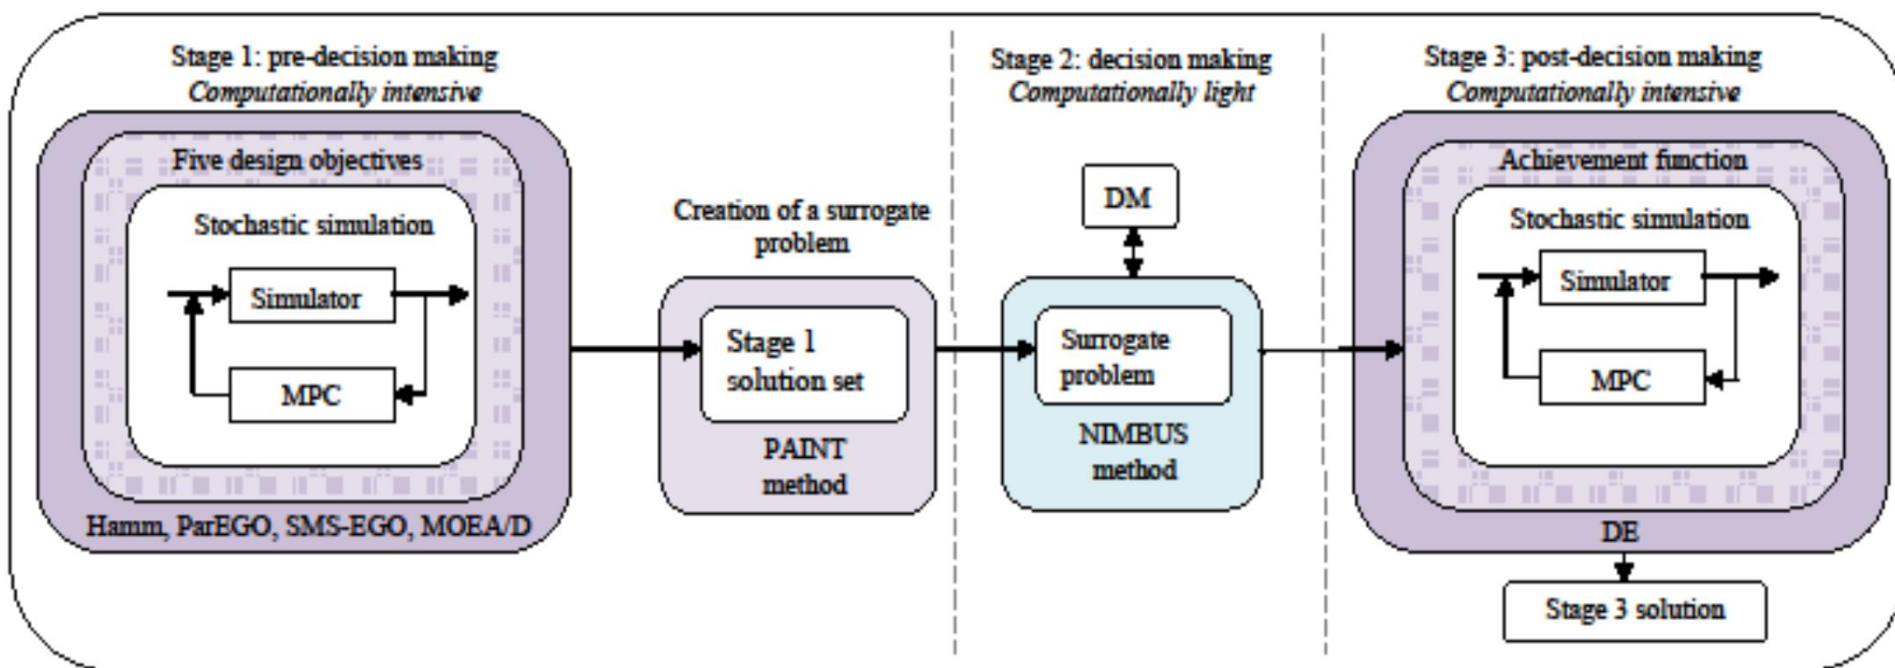 Stage 1: pre-decision making
Computationally intensive
Five design objectives
Stochastic simulation
Simulator
MPC
Hamm, ParEGO, SMS-EGO, MOEA/D
Creation of a surrogate
problem
Stage 1
solution set
PAINT
method
Stage 2: decision making
Computationally light
DM
Surrogate
problem
NIMBUS
method
Stage 3: post-decision making
Computationally intensive
Achievement function
Stochastic simulation
Simulator
MPC
DE
Stage 3 solution